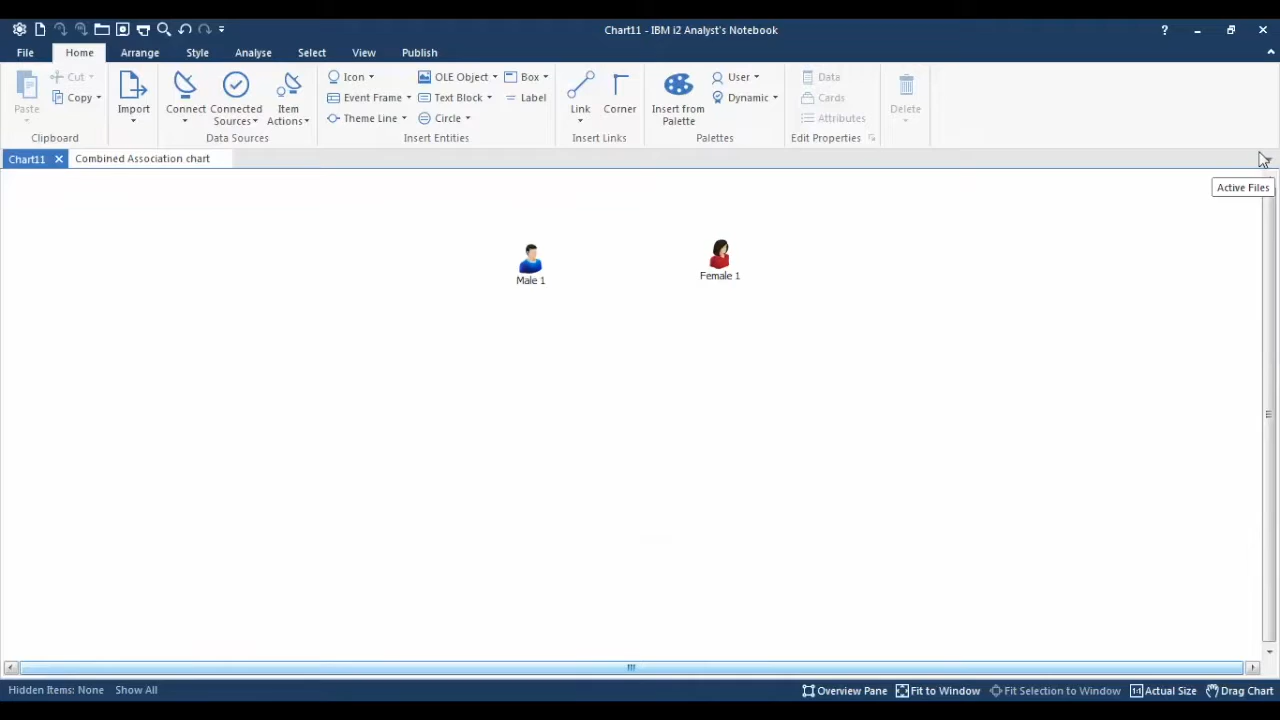 Chart11 - IBM i2 Analyst's Notebook
?
File Home Arrange Style Analyse Select View Publish
Paste
Cut
Copy
Clipboard
Import
Connect
Connected Sources
Item Actions
Data Sources
Icon
Event Frame
Theme Line
OLE Object
Text Block
Circle
Box
Label
Insert Entities
Link
Corner
Insert Links
Insert from Palette
User
Dynamic
Palettes
Data
Cards
Attributes
Edit Properties
Delete
Chart11 Combined Association chart
Active Files
Male 1
Female 1
Hidden Items: None Show All
Overview Pane Fit to Window Fit Selection to Window 1:1 Actual Size Drag Chart